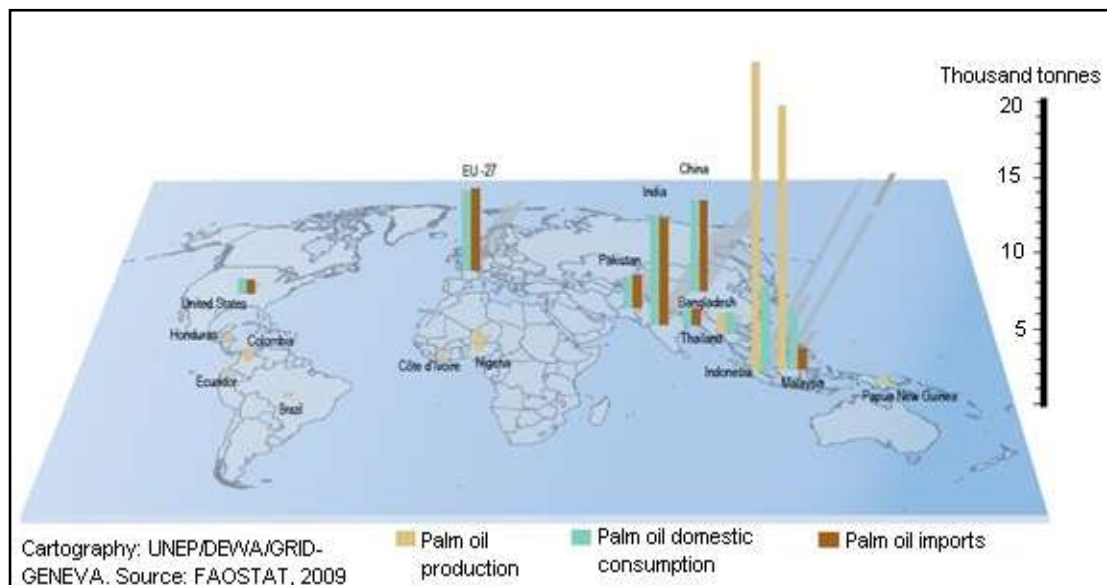 Thousand tonnes
20
15
10
5
EU -27
China
India
Pakistan
Bangladesh
United States
Thailand
Honduras
Colombia
Côte d'Ivoire
Nigeria
Indonesia
Malaysia
Ecuador
Papua New Guinea
Brazil
Cartography: UNEP/DEWA/GRID-
GENEVA. Source: FAOSTAT, 2009
Palm oil
production
Palm oil domestic
consumption
Palm oil imports